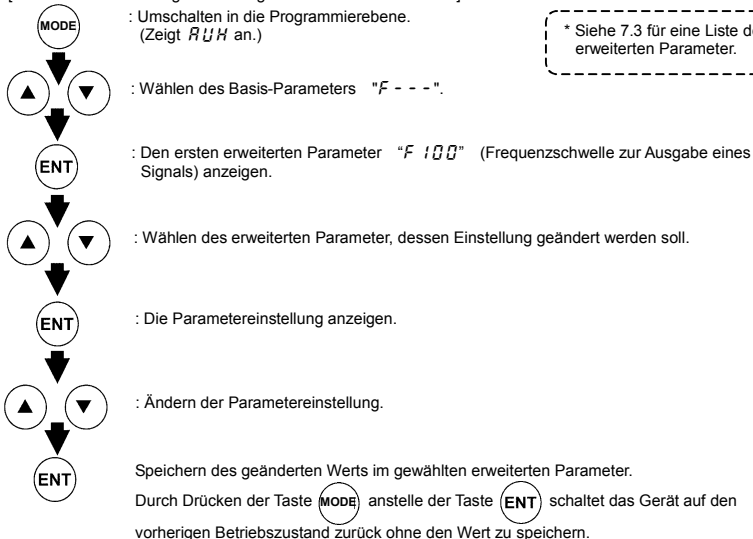 MODE
: Umschalten in die Programmierebene.
(Zeigt AUH an.)
* Siehe 7.3 für eine Liste
erweiterten Parameter.
▲ ▼
: Wählen des Basis-Parameters "F - - -".
ENT
: Den ersten erweiterten Parameter “F 100” (Frequenzschwelle zur Ausgabe eines
Signals) anzeigen.
▲ ▼
: Wählen des erweiterten Parameter, dessen Einstellung geändert werden soll.
ENT
: Die Parametereinstellung anzeigen.
▲ ▼
: Ändern der Parametereinstellung.
ENT
Speichern des geänderten Werts im gewählten erweiterten Parameter.
Durch Drücken der Taste MODE anstelle der Taste ENT schaltet das Gerät auf den
vorherigen Betriebszustand zurück ohne den Wert zu speichern.